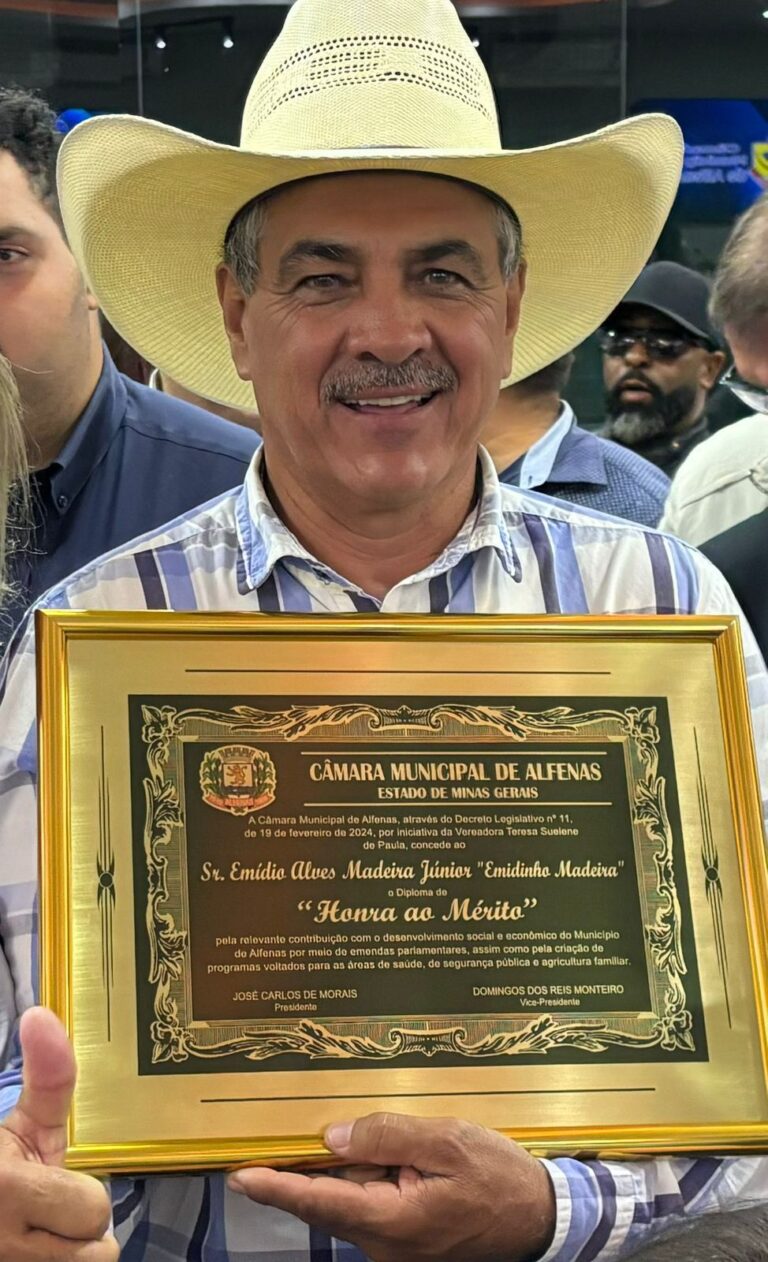 CÂMARA MUNICIPAL DE ALFENAS
ESTADO DE MINAS GERAIS
A Câmara Municipal de Alfenas, através do Decreto Legislativo nº 11,
de 19 de fevereiro de 2024, por iniciativa da Vereadora Teresa Suelene
de Paula, concede ao
Sr. Emídio Alves Madeira Júnior "Emidinho Madeira"
o Diploma de
“Honra ao Mérito”
pela relevante contribuição com o desenvolvimento social e econômico do Município
de Alfenas por meio de emendas parlamentares, assim como pela criação de
programas voltados para as áreas de saúde, de segurança pública e agricultura familiar.
JOSÉ CARLOS DE MORAIS
Presidente
DOMINGOS DOS REIS MONTEIRO
Vice-Presidente
ALFENAS